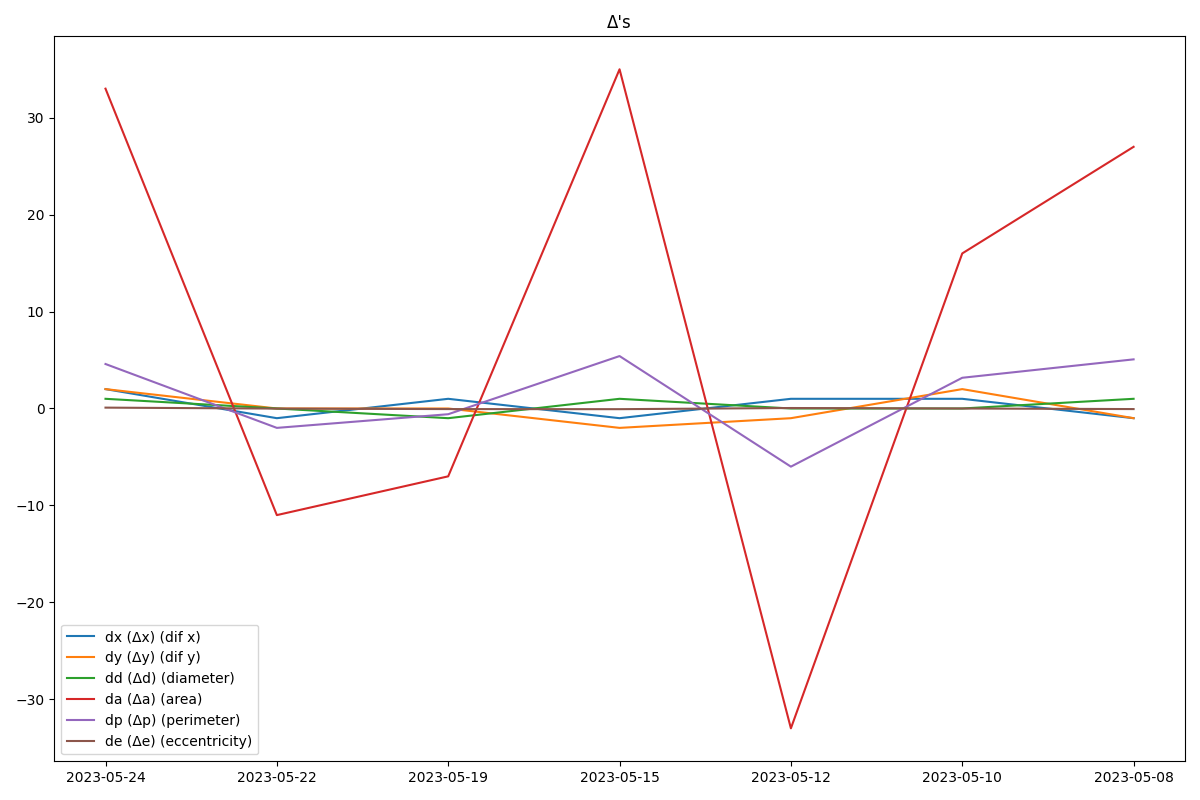 Δ's
30
20
10
0
−10
−20
−30
dx (Δx) (dif x)
dy (Δy) (dif y)
dd (Δd) (diameter)
da (Δa) (area)
dp (Δp) (perimeter)
de (Δe) (eccentricity)
2023-05-24 2023-05-22 2023-05-19 2023-05-15 2023-05-12 2023-05-10 2023-05-08